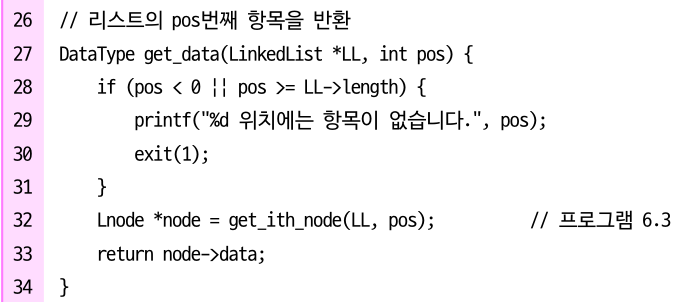 26 // 리스트의 pos번째 항목을 반환
27 DataType get_data(LinkedList *LL, int pos) {
28     if (pos < 0 || pos >= LL->length) {
29         printf("%d 위치에는 항목이 없습니다.", pos);
30         exit(1);
31     }
32     Lnode *node = get_ith_node(LL, pos);          // 프로그램 6.3
33     return node->data;
34 }